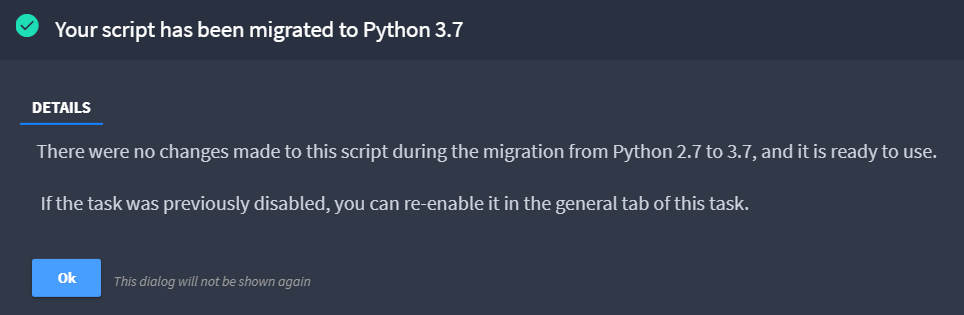 Your script has been migrated to Python 3.7
DETAILS
There were no changes made to this script during the migration from Python 2.7 to 3.7, and it is ready to use.
If the task was previously disabled, you can re-enable it in the general tab of this task.
Ok
This dialog will not be shown again